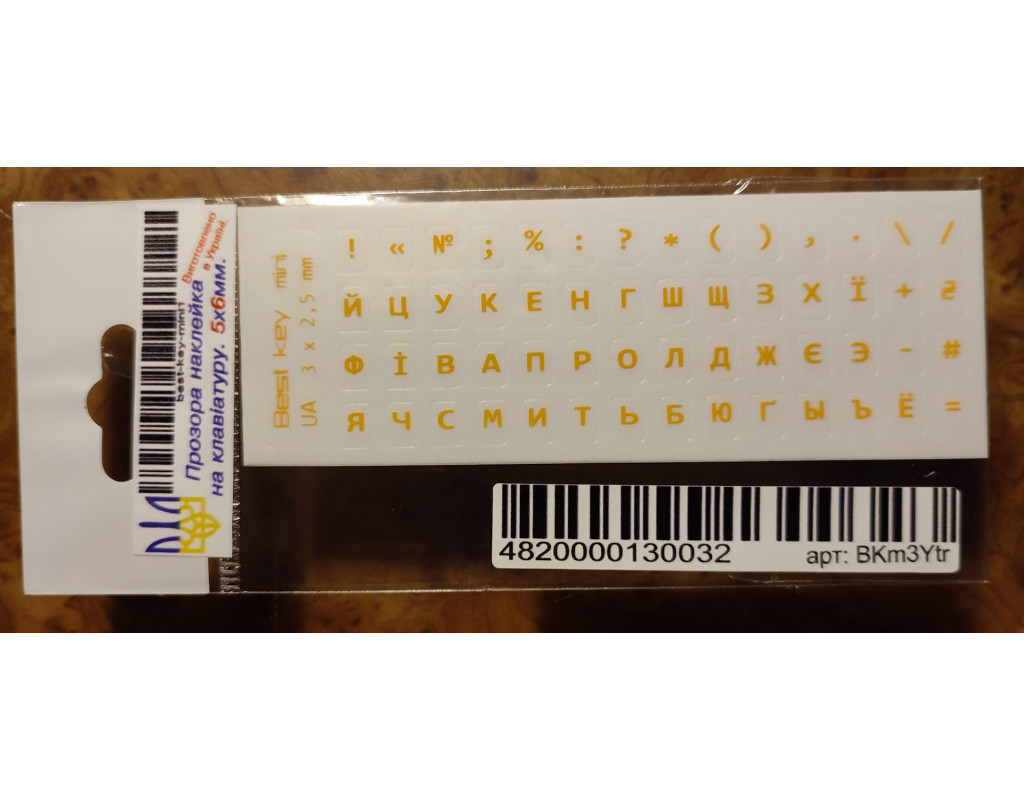 best-key-mini1
Виготовлено
в Україні.
Прозора наклейка
на клавіатуру. 5х6мм.
Best key mini
UA 3 x 2,5 mm
! « № ; % : ? * ( ) , . \ /
Й Ц У К Е Н Г Ш Щ З Х Ї +
Ф І В А П Р О Л Д Ж Є Э - #
Я Ч С М И Т Ь Б Ю Ґ Ы Ъ Ё =
4820000130032
арт: BKm3Ytr